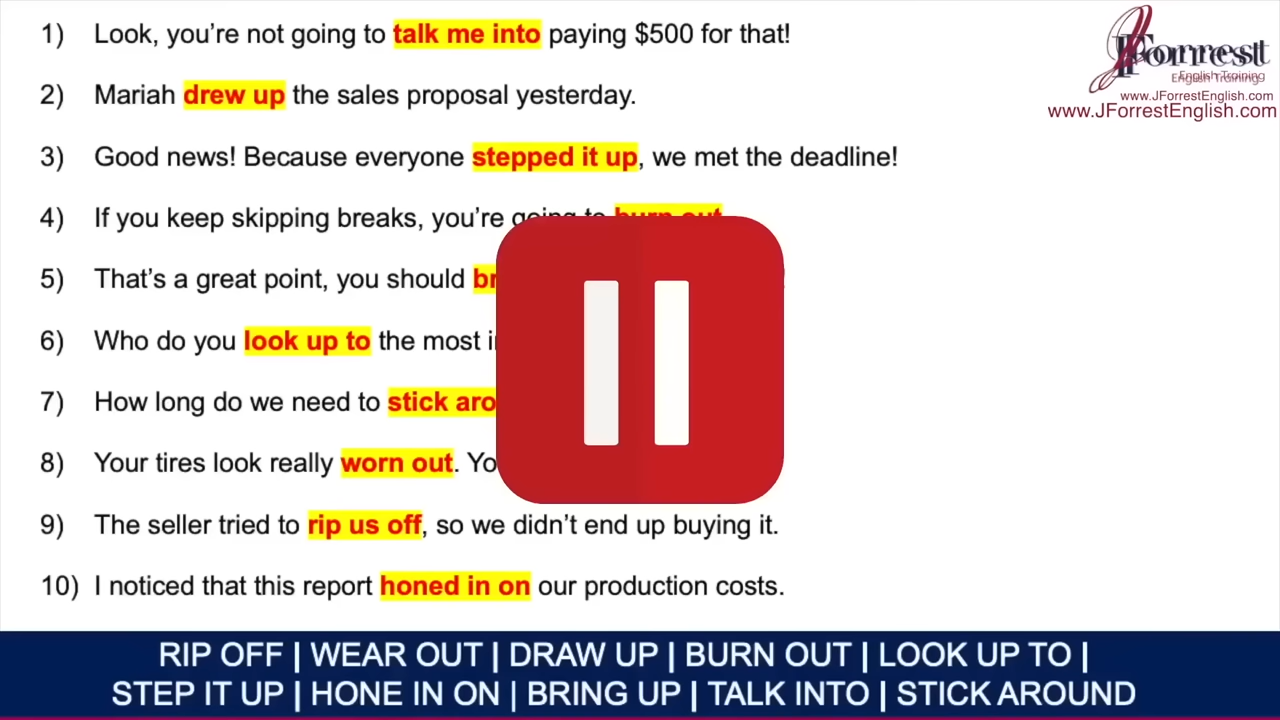 1) Look, you're not going to talk me into paying $500 for that!
2) Mariah drew up the sales proposal yesterday.
3) Good news! Because everyone stepped it up, we met the deadline!
4) If you keep skipping breaks, you're going to burn out
5) That's a great point, you should
6) Who do you look up to the most
7) How long do we need to stick
8) Your tires look really worn out.
9) The seller tried to rip us off, so we didn't end up buying it.
10) I noticed that this report honed in on our production costs.
JForrest
English Training
English Training
www.JForrestEnglish.com
www.JForrestEnglish.com
RIP OFF | WEAR OUT | DRAW UP | BURN OUT | LOOK UP TO |
STEP IT UP | HONE IN ON | BRING UP | TALK INTO | STICK AROUND